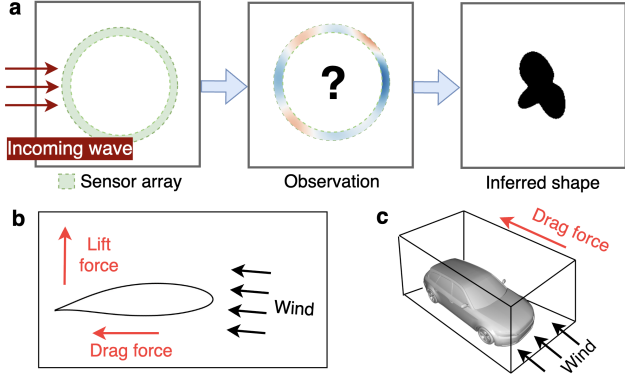 a
?
Incoming wave
Sensor array
Observation
Inferred shape
b
Lift
force
Wind
Drag force
c
Drag force
Wind